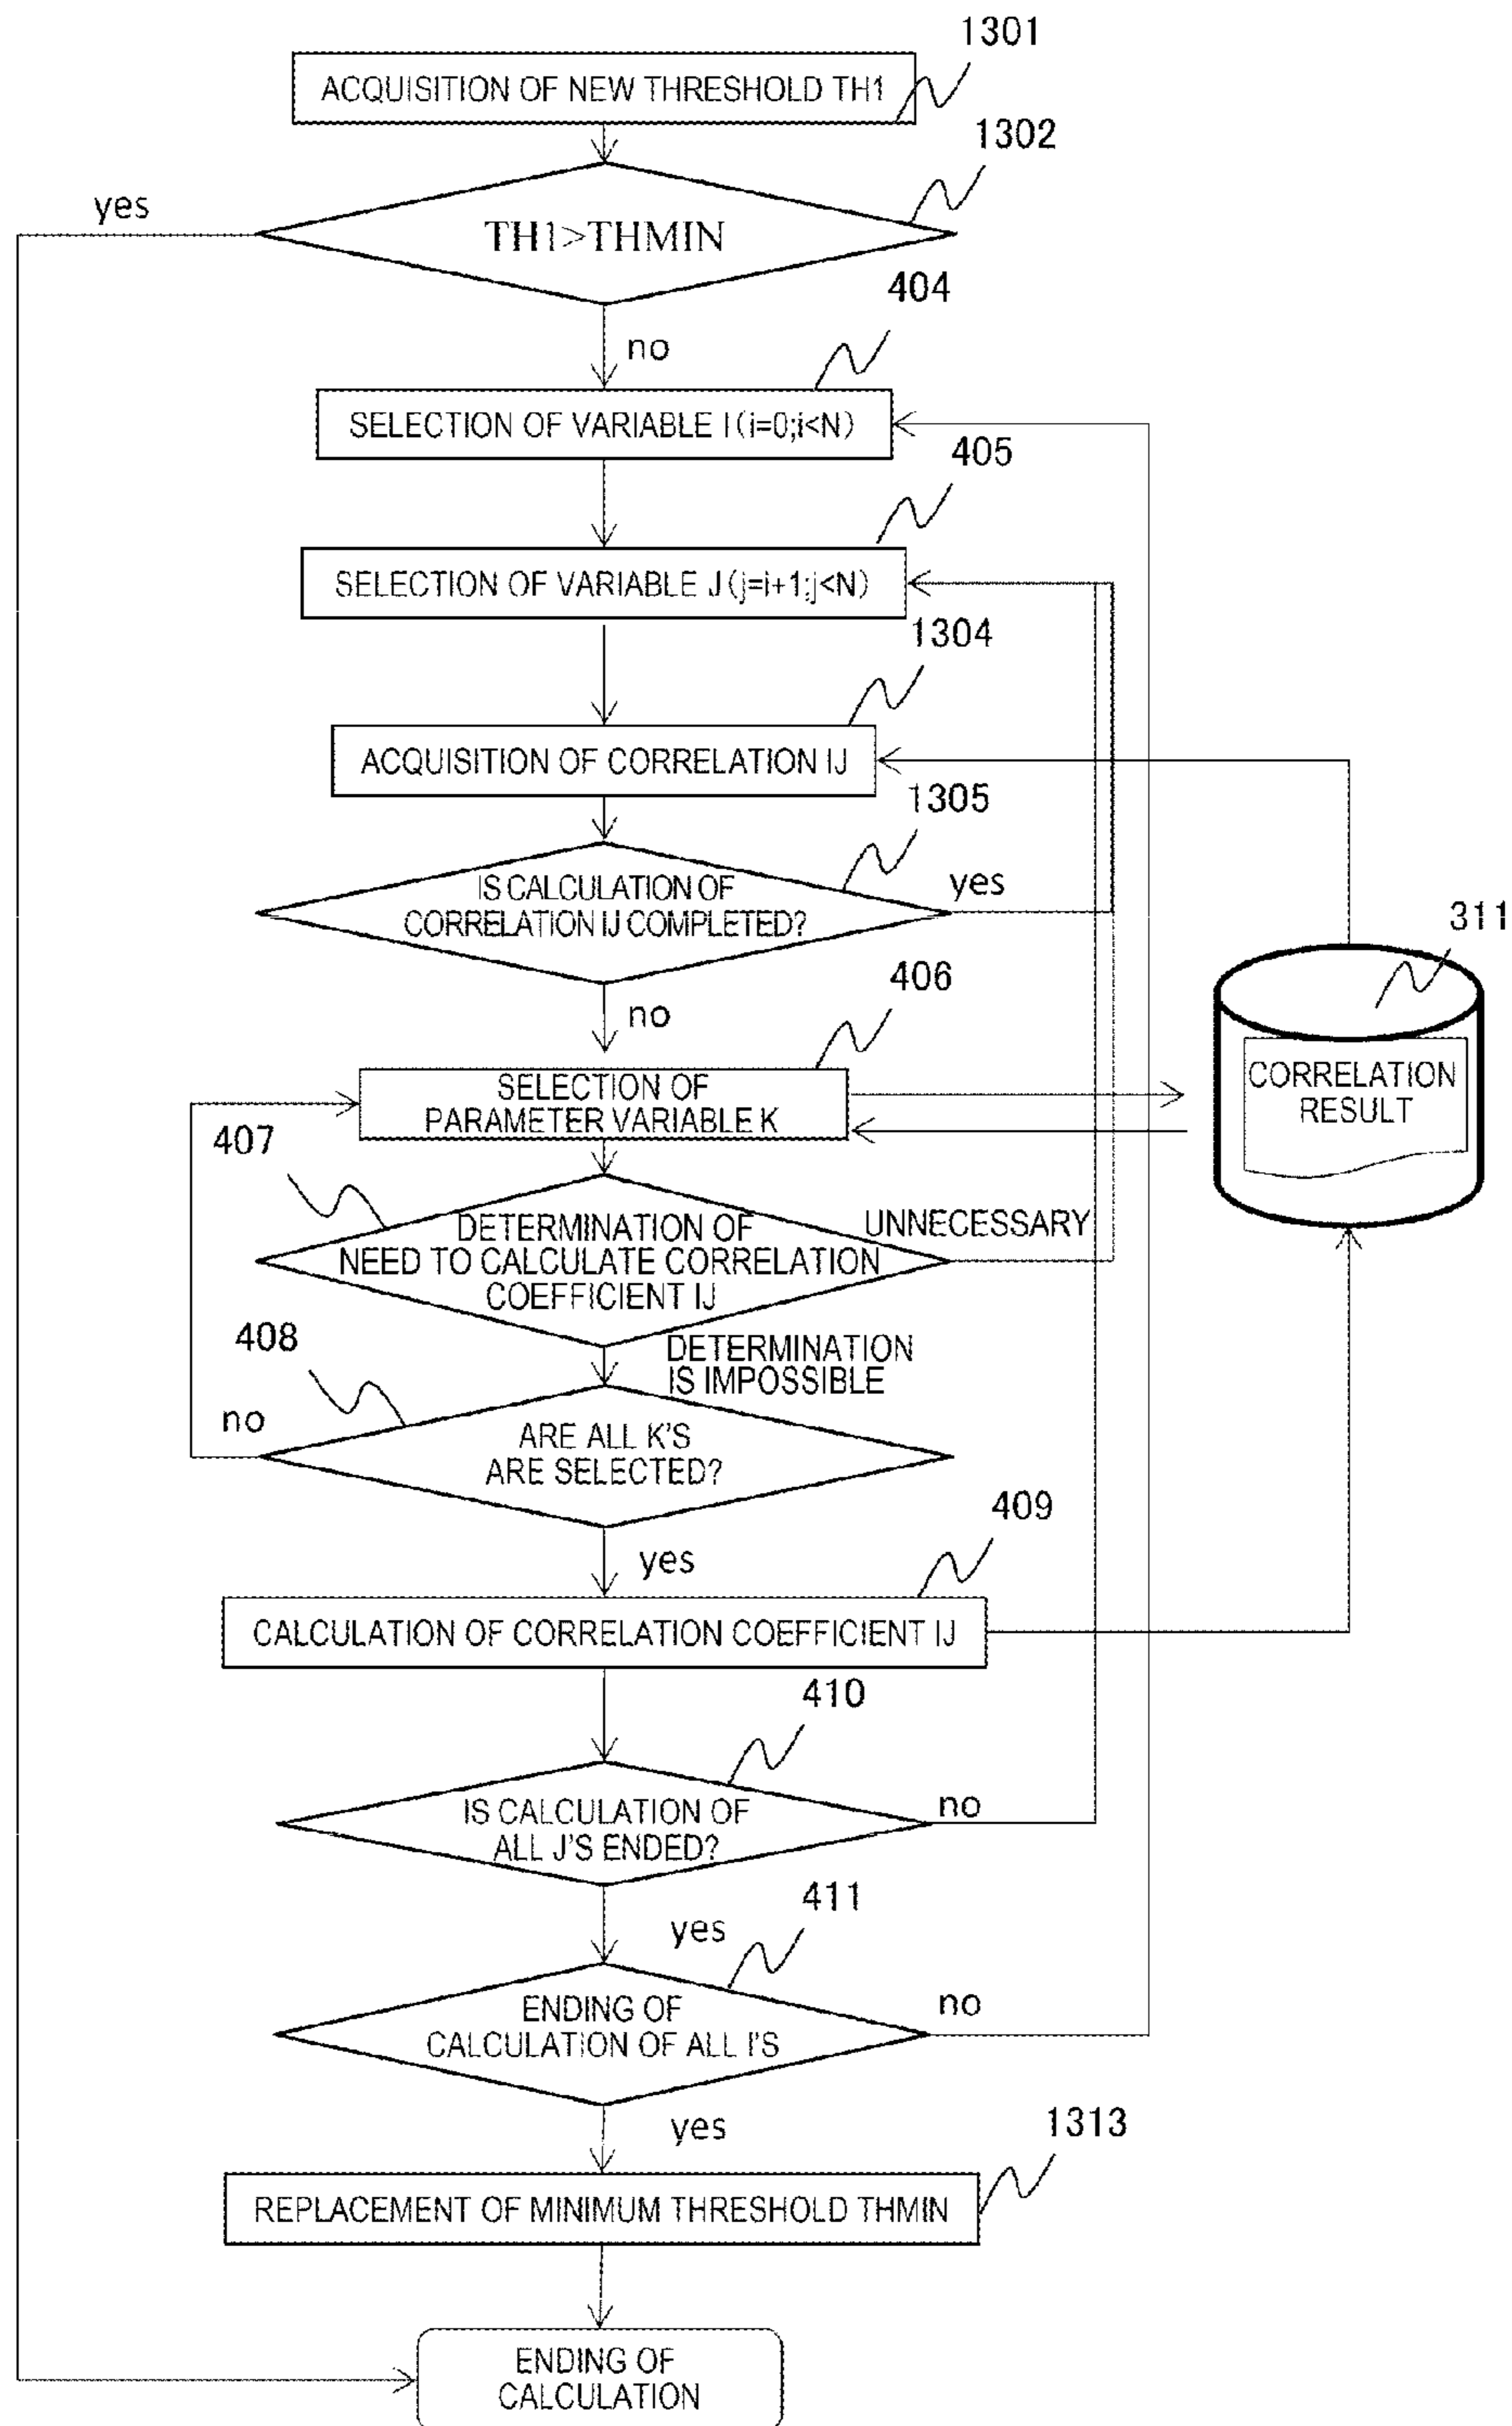 1301
ACQUISITION OF NEW THRESHOLD TH1
1302
yes
TH1>THMIN
404
no
SELECTION OF VARIABLE I(i=0;i<N)
405
SELECTION OF VARIABLE J(j=i+1;j<N)
1304
ACQUISITION OF CORRELATION IJ
1305
IS CALCULATION OF
CORRELATION IJ COMPLETED?
yes
311
406
no
SELECTION OF
PARAMETER VARIABLE K
CORRELATION
RESULT
407
DETERMINATION OF
NEED TO CALCULATE CORRELATION
COEFFICIENT IJ
UNNECESSARY
408
DETERMINATION
IS IMPOSSIBLE
no
ARE ALL K'S
ARE SELECTED?
409
yes
CALCULATION OF CORRELATION COEFFICIENT IJ
410
IS CALCULATION OF
ALL J'S ENDED?
no
411
yes
ENDING OF
CALCULATION OF ALL I'S
no
yes
1313
REPLACEMENT OF MINIMUM THRESHOLD THMIN
ENDING OF
CALCULATION